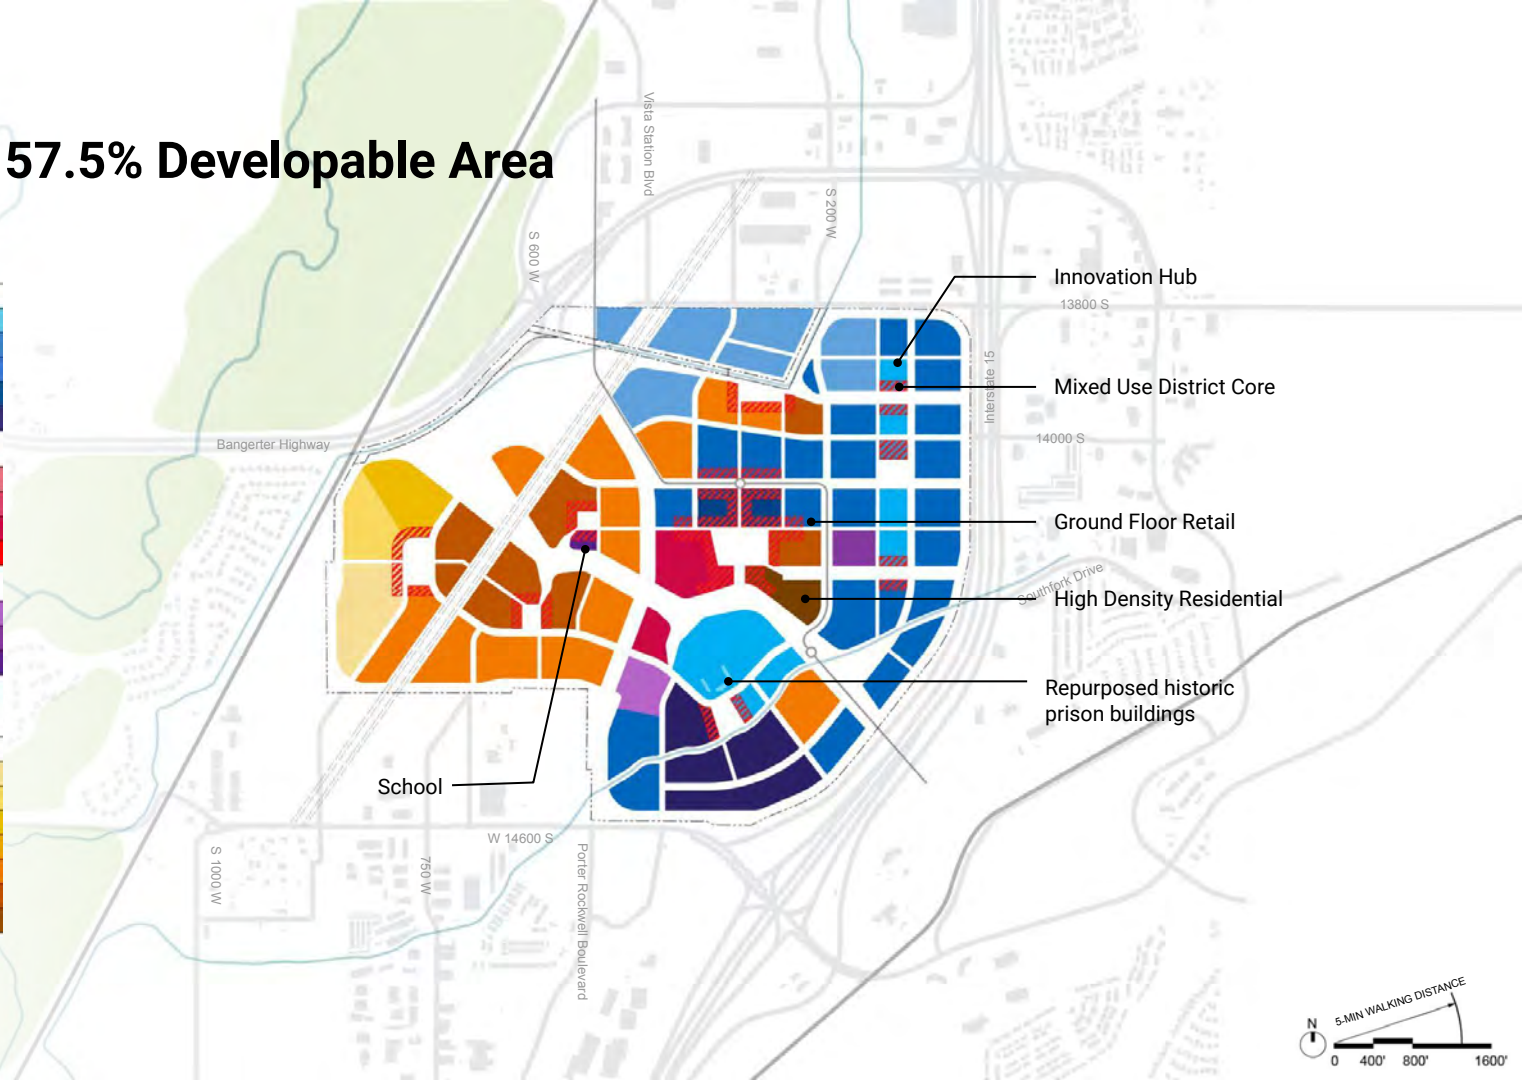 57.5% Developable Area
Vista Station Blvd
S 200 W
S 600 W
Innovation Hub
13800 S
Interstate 15
Mixed Use District Core
14000 S
Bangerter Highway
Ground Floor Retail
Southfork Drive
High Density Residential
Repurposed historic
prison buildings
School
W 14600 S
S 1000 W
750 W
Porter Rockwell Boulevard
5-MIN WALKING DISTANCE
N
0 400' 800' 1600'